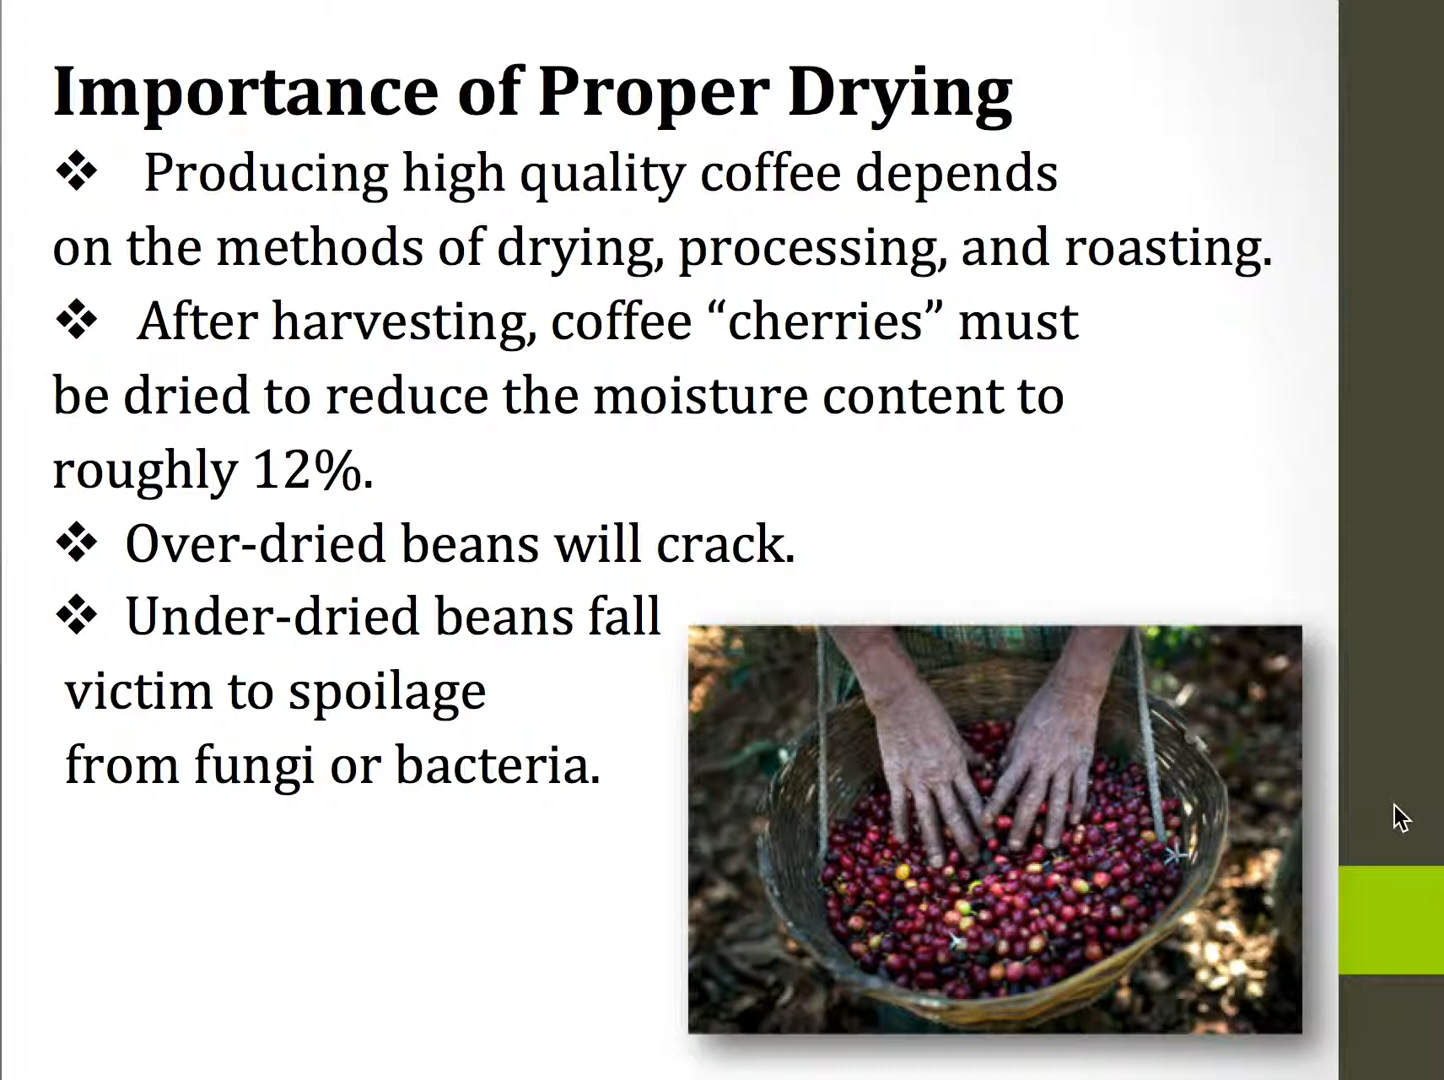 Importance of Proper Drying
❖ Producing high quality coffee depends
on the methods of drying, processing, and roasting.
❖ After harvesting, coffee “cherries” must
be dried to reduce the moisture content to
roughly 12%.
❖ Over-dried beans will crack.
❖ Under-dried beans fall
victim to spoilage
from fungi or bacteria.